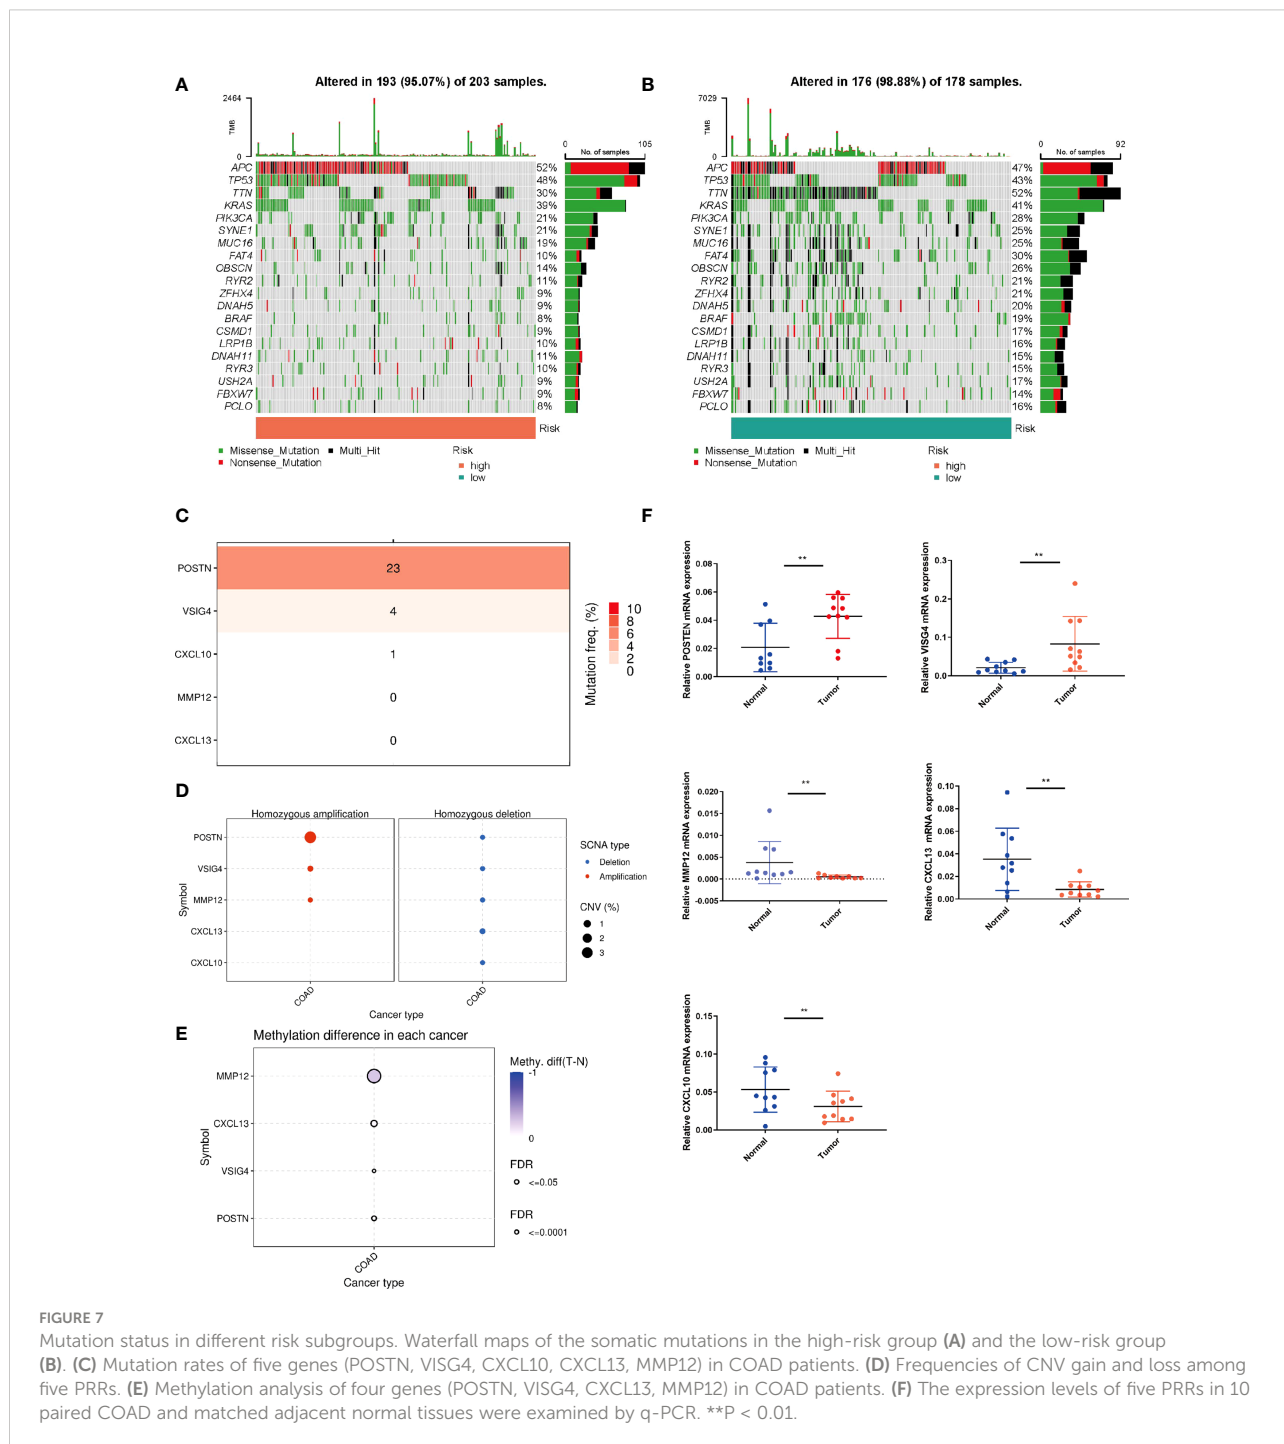 A
Altered in 193 (95.07%) of 203 samples.
2464
TMB
0
0 105
No. of samples
APC 52%
TP53 48%
TTN 30%
KRAS 39%
PIK3CA 21%
SYNE1 21%
MUC16 19%
FAT4 10%
OBSCN 14%
RYR2 11%
ZFHX4 9%
DNAH5 9%
BRAF 8%
CSMD1 9%
LRP1B 10%
DNAH11 11%
RYR3 10%
USH2A 9%
FBXW7 9%
PCLO 8%
Risk
Missense_Mutation Multi_Hit
Nonsense_Mutation
Risk
high
low
B
Altered in 176 (98.88%) of 178 samples.
7029
TMB
0
0 92
No. of samples
APC 47%
TP53 43%
TTN 52%
KRAS 41%
PIK3CA 28%
SYNE1 25%
MUC16 25%
FAT4 30%
OBSCN 26%
RYR2 21%
ZFHX4 21%
DNAH5 20%
BRAF 19%
CSMD1 17%
LRP1B 16%
DNAH11 15%
RYR3 15%
USH2A 17%
FBXW7 14%
PCLO 16%
Risk
Missense_Mutation Multi_Hit
Nonsense_Mutation
Risk
high
low
C
POSTN 23
VSIG4 4
CXCL10 1
MMP12 0
CXCL13 0
Mutation freq. (%)
10
8
6
4
2
0
D
Homozygous amplification Homozygous deletion
Symbol
POSTN
VSIG4
MMP12
CXCL13
CXCL10
COAD COAD
Cancer type
SCNA type
Deletion
Amplification
CNV (%)
1
2
3
E
Methylation difference in each cancer
Symbol
MMP12
CXCL13
VSIG4
POSTN
COAD
Cancer type
Methy. diff(T-N)
-1
0
FDR
<=0.05
FDR
<=0.0001
F
Relative POSTEN mRNA expression
0.08
0.06
0.04
0.02
0.00
**
Normal Tumor
Relative VISG4 mRNA expression
0.3
0.2
0.1
0.0
**
Normal Tumor
Relative MMP12 mRNA expression
0.020
0.015
0.010
0.005
0.000
-0.005
**
Normal Tumor
Relative CXCL13 mRNA expression
0.10
0.08
0.06
0.04
0.02
0.00
**
Normal Tumor
Relative CXCL10 mRNA expression
0.15
0.10
0.05
0.00
**
Normal Tumor
FIGURE 7
Mutation status in different risk subgroups. Waterfall maps of the somatic mutations in the high-risk group (A) and the low-risk group
(B). (C) Mutation rates of five genes (POSTN, VISG4, CXCL10, CXCL13, MMP12) in COAD patients. (D) Frequencies of CNV gain and loss among
five PRRs. (E) Methylation analysis of four genes (POSTN, VISG4, CXCL13, MMP12) in COAD patients. (F) The expression levels of five PRRs in 10
paired COAD and matched adjacent normal tissues were examined by q-PCR. **P < 0.01.